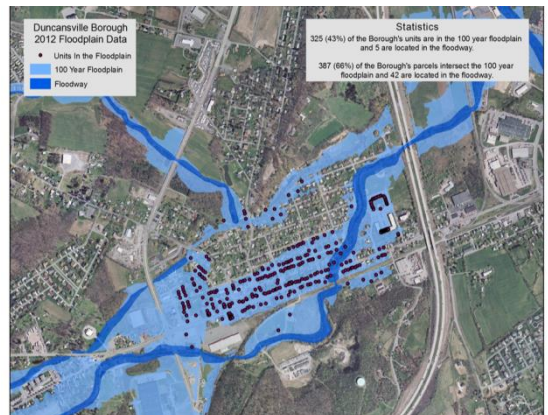 Duncansville Borough
2012 Floodplain Data
Units In the Floodplain
100 Year Floodplain
Floodway
Statistics
325 (43%) of the Borough's units are in the 100 year floodplain
and 5 are located in the floodway.
387 (66%) of the Borough's parcels intersect the 100 year
floodplain and 42 are located in the floodway.